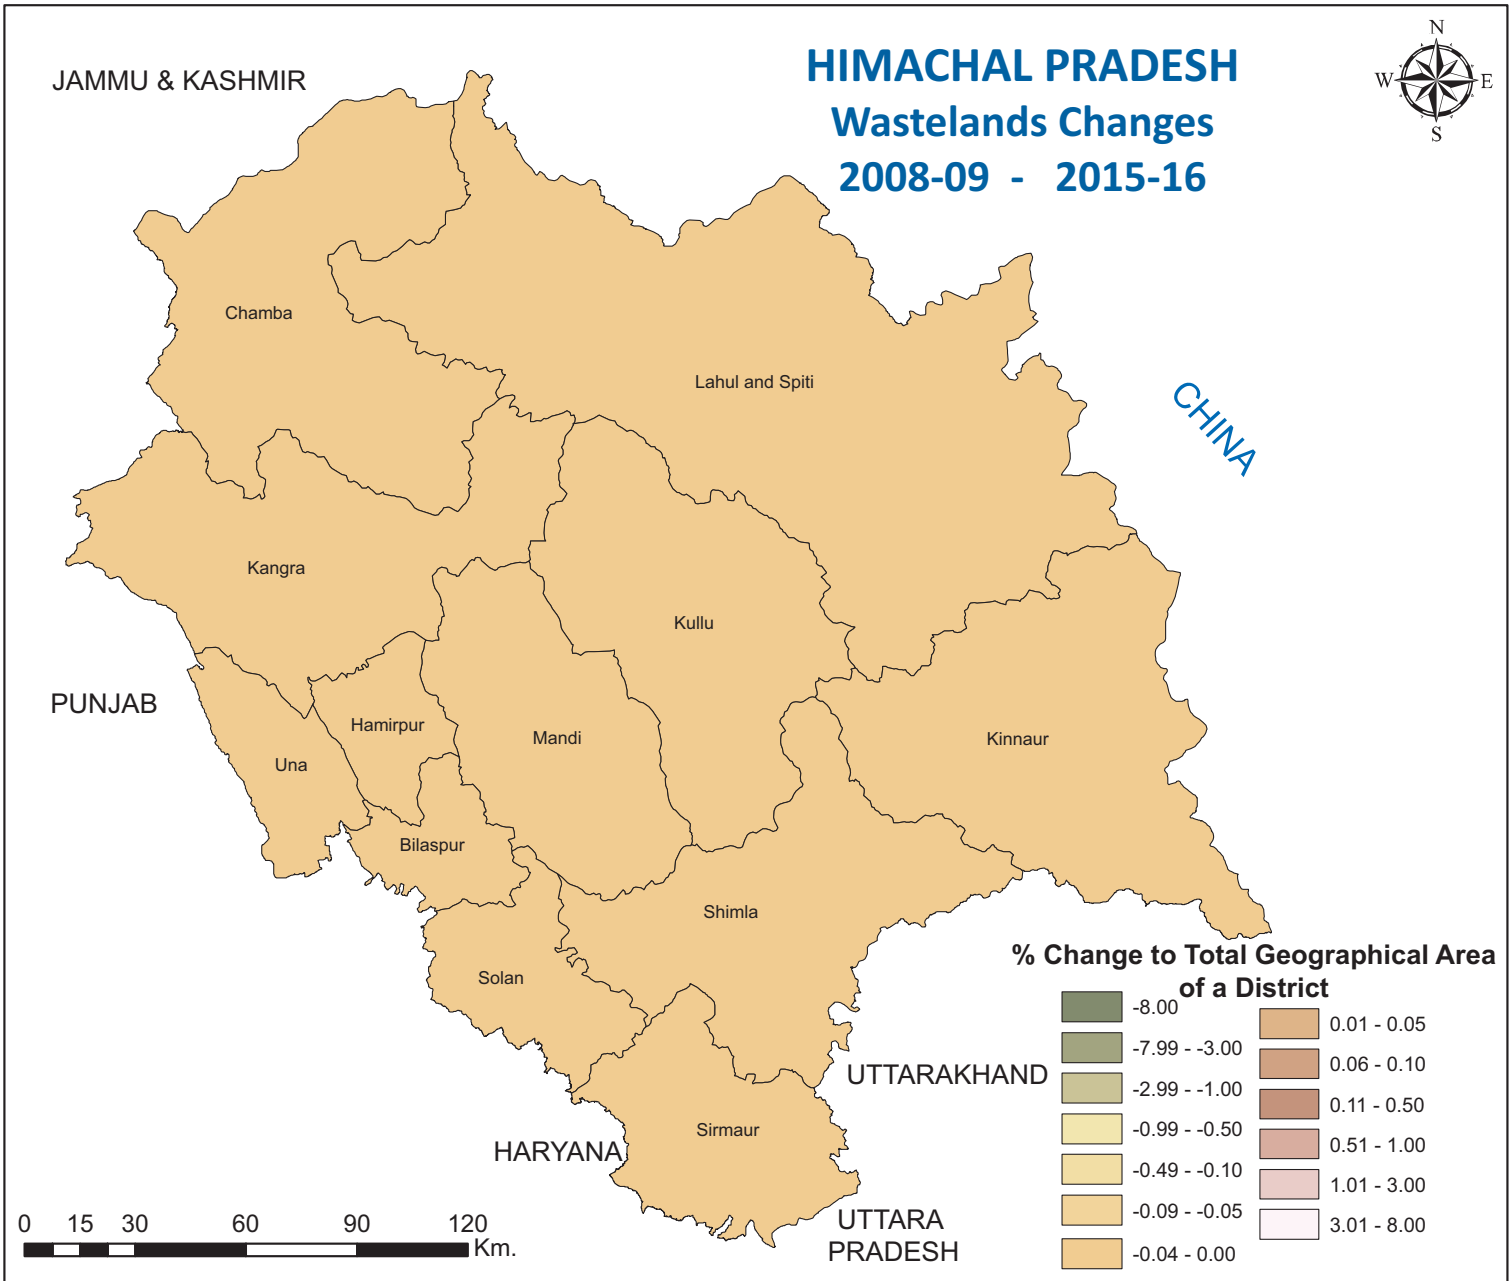 HIMACHAL PRADESH
Wastelands Changes
2008-09 - 2015-16
N
W E
S
JAMMU & KASHMIR
Chamba
Lahul and Spiti
CHINA
Kangra
Kullu
PUNJAB
Hamirpur
Mandi
Kinnaur
Una
Bilaspur
Shimla
Solan
UTTARAKHAND
Sirmaur
HARYANA
UTTARA
PRADESH
% Change to Total Geographical Area
of a District
-8.00
-7.99 - -3.00
-2.99 - -1.00
-0.99 - -0.50
-0.49 - -0.10
-0.09 - -0.05
-0.04 - 0.00
0.01 - 0.05
0.06 - 0.10
0.11 - 0.50
0.51 - 1.00
1.01 - 3.00
3.01 - 8.00
0 15 30 60 90 120
Km.